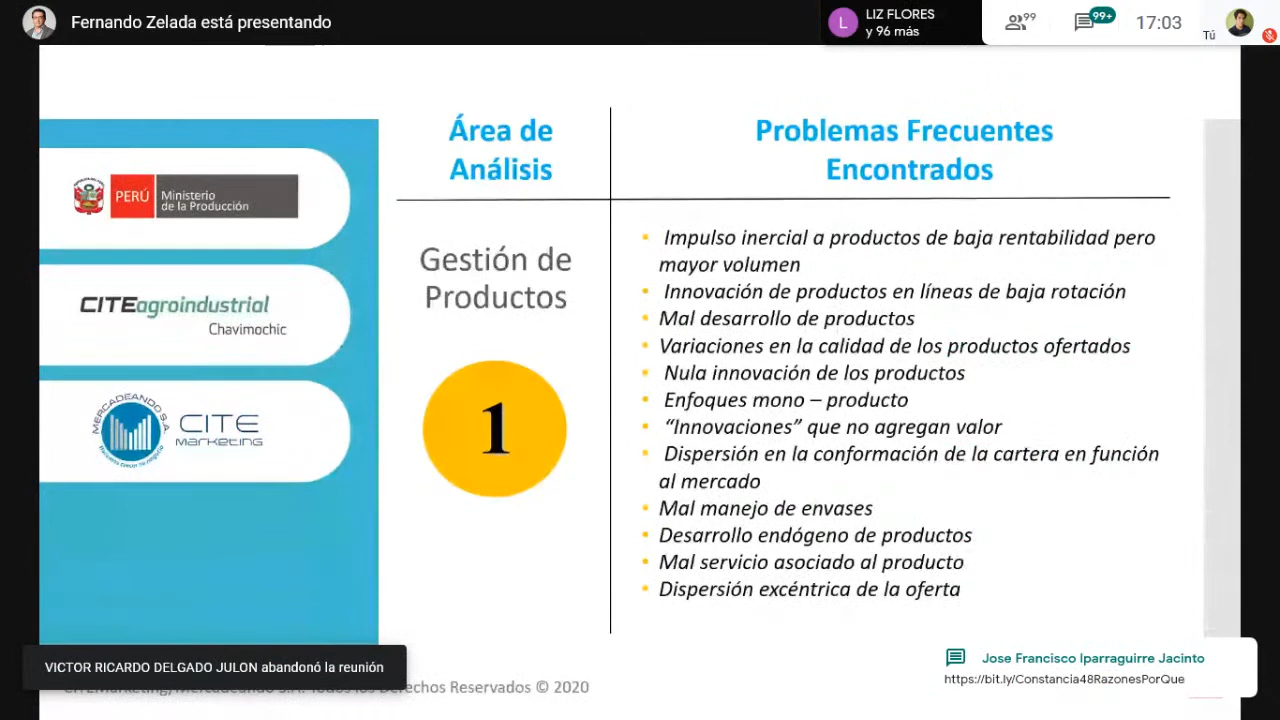 Fernando Zelada está presentando
L
LIZ FLORES
y 96 más
99
99+
17:03
Tú
Área de
Análisis
Problemas Frecuentes
Encontrados
PERÚ
Ministerio
de la Producción
CITEagroindustrial
Chavimochic
MERCADEANDO S.A.
CITE
marketing
Gestión de
Productos
1
Impulso inercial a productos de baja rentabilidad pero
mayor volumen
Innovación de productos en líneas de baja rotación
Mal desarrollo de productos
Variaciones en la calidad de los productos ofertados
Nula innovación de los productos
Enfoques mono – producto
“Innovaciones” que no agregan valor
Dispersión en la conformación de la cartera en función
al mercado
Mal manejo de envases
Desarrollo endógeno de productos
Mal servicio asociado al producto
Dispersión excéntrica de la oferta
VICTOR RICARDO DELGADO JULON abandonó la reunión
Derechos Reservados © 2020
Jose Francisco Iparraguirre Jacinto
https://bit.ly/Constancia48RazonesPorQue